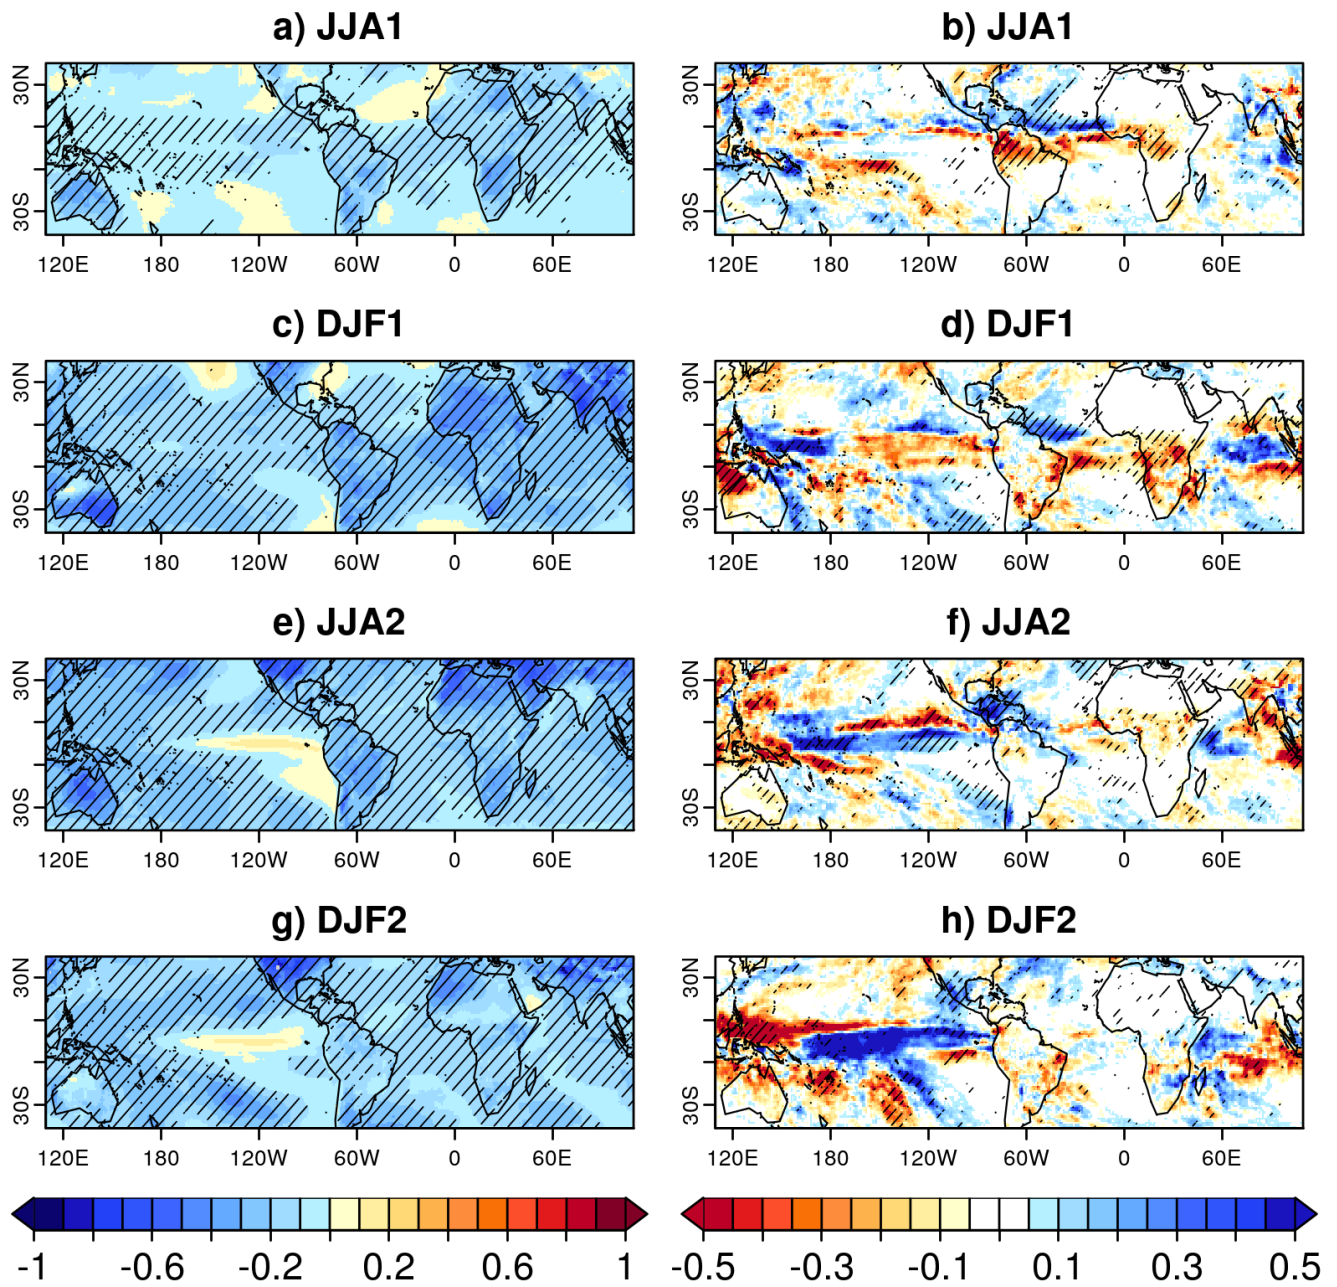 a) JJA1
b) JJA1
30N
30S
120E 180 120W 60W 0 60E
30N
30S
120E 180 120W 60W 0 60E
c) DJF1
d) DJF1
30N
30S
120E 180 120W 60W 0 60E
30N
30S
120E 180 120W 60W 0 60E
e) JJA2
f) JJA2
30N
30S
120E 180 120W 60W 0 60E
30N
30S
120E 180 120W 60W 0 60E
g) DJF2
h) DJF2
30N
30S
120E 180 120W 60W 0 60E
30N
30S
120E 180 120W 60W 0 60E
-1 -0.6 -0.2 0.2 0.6 1
-0.5 -0.3 -0.1 0.1 0.3 0.5